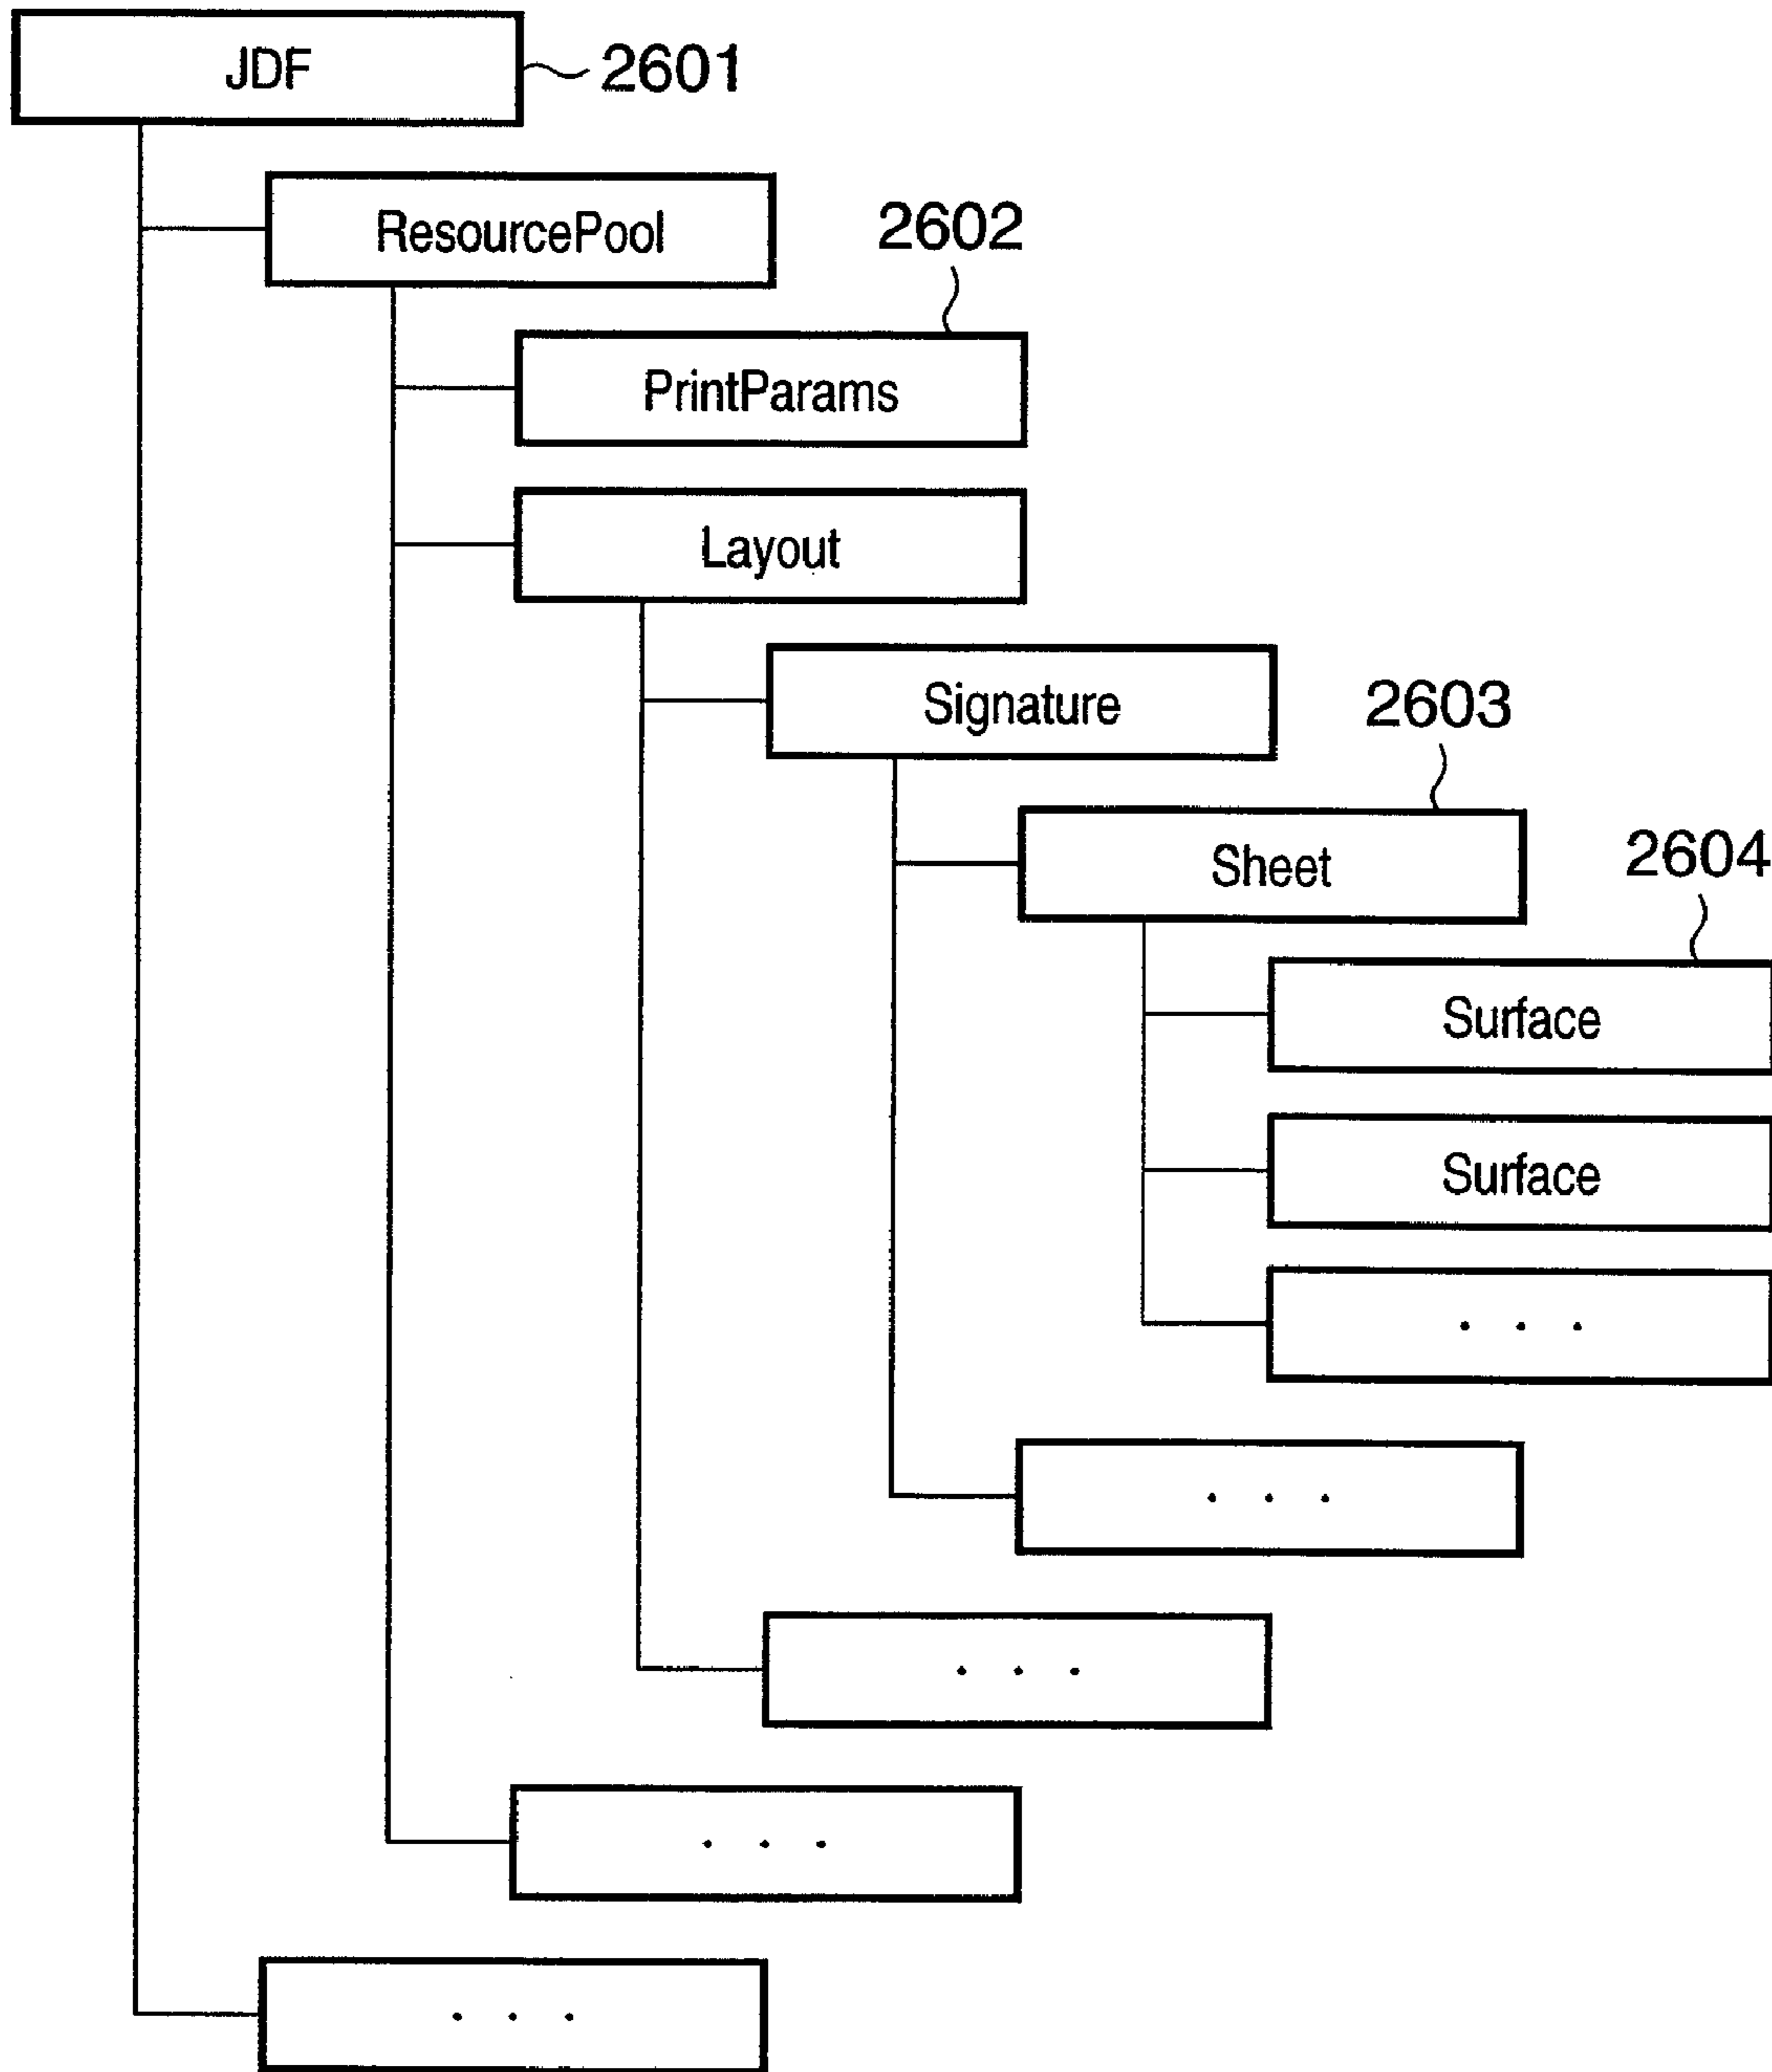 JDF 2601
ResourcePool
2602
PrintParams
Layout
Signature
2603
Sheet
2604
Surface
Surface
. . .
. . .
. . .
. . .
. . .